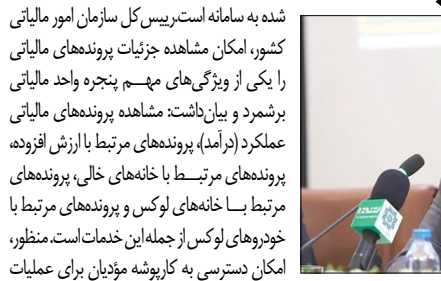 شده به سامانه است.رییس‌کل سازمان امور مالیاتی
کشور، امکان مشاهده جزئیات پرونده‌های مالیاتی
را یکی از ویژگی‌های مهم پنجره واحد مالیاتی
برشمرد و بیان‌داشت: مشاهده پرونده‌های مالیاتی
عملکرد (درآمد)، پرونده‌های مرتبط با ارزش افزوده،
پرونده‌های مرتبط با خانه‌های خالی، پرونده‌های
مرتبط با خانه‌های لوکس و پرونده‌های مرتبط با
خودروهای لوکس از جمله این خدمات است. منظور،
امکان دسترسی به کارپوشه مؤدیان برای عملیات